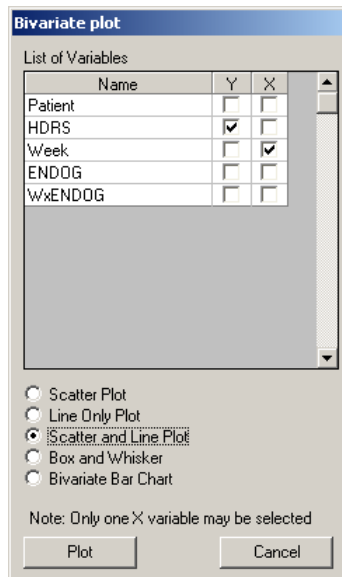 Bivariate plot
List of Variables
Name Y X
Patient
HDRS
Week
ENDOG
WxENDOG
Scatter Plot
Line Only Plot
Scatter and Line Plot
Box and Whisker
Bivariate Bar Chart
Note: Only one X variable may be selected
Plot Cancel